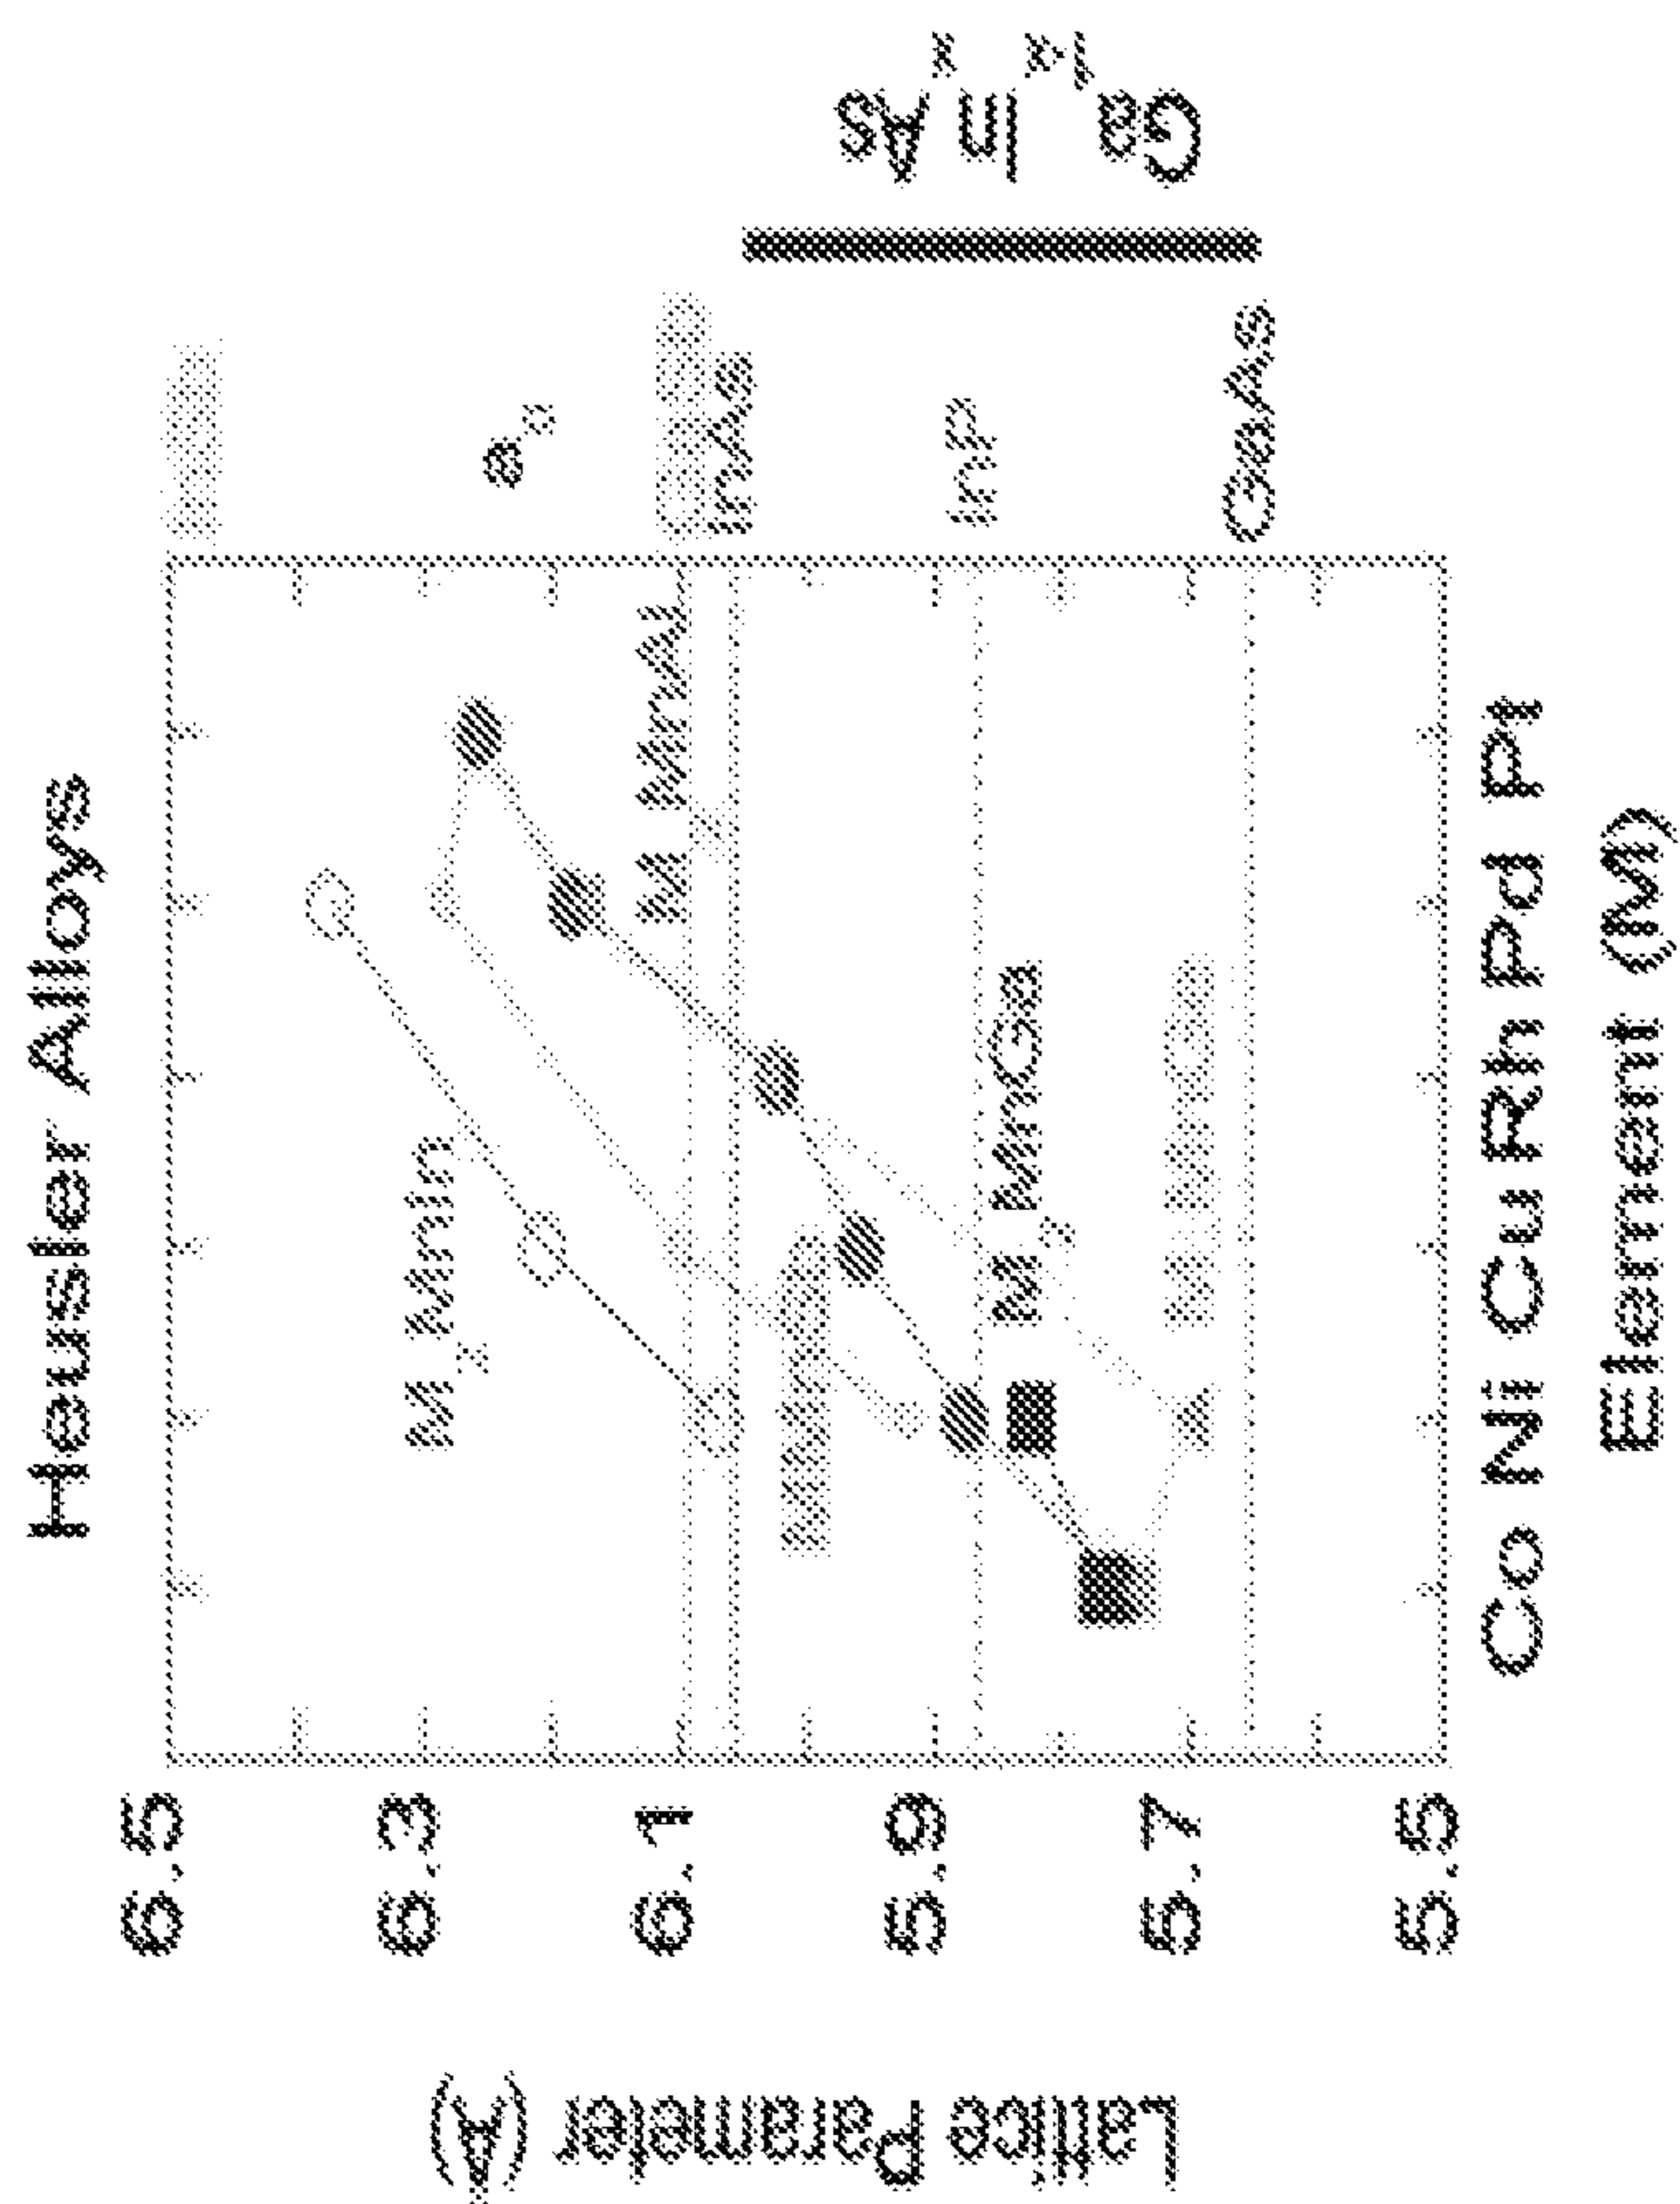 Heusler Alloys
6.5
6.3
6.1
5.9
5.7
5.5
Lattice Parameter (Å)
M₂MnIn
M₂MnAl
M₂MnGa
a₀
InAs
InP
GaAs
Ga₁₋ₓInₓAs
Co Ni Cu Rh Pd Pt
Element (M)